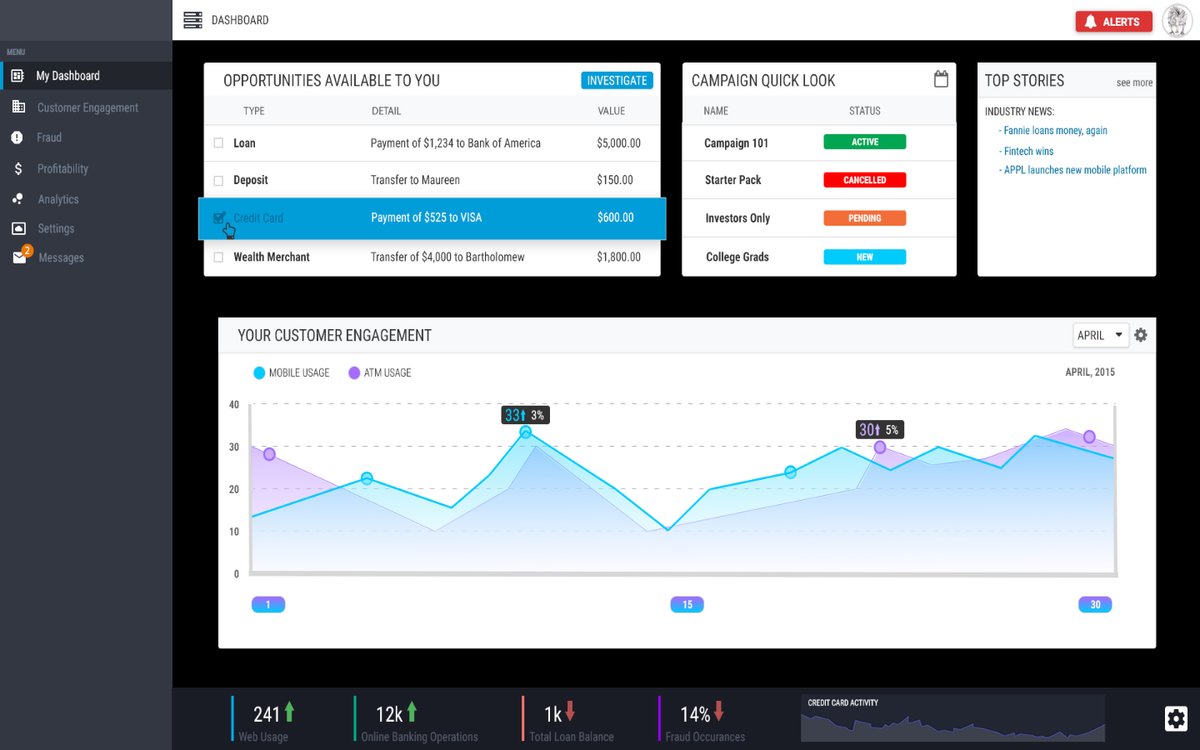 DASHBOARD
ALERTS
MENU
My Dashboard
Customer Engagement
Fraud
Profitability
Analytics
Settings
2
Messages
OPPORTUNITIES AVAILABLE TO YOU
INVESTIGATE
TYPE DETAIL VALUE
Loan Payment of $1,234 to Bank of America $5,000.00
Deposit Transfer to Maureen $150.00
Credit Card Payment of $525 to VISA $600.00
Wealth Merchant Transfer of $4,000 to Bartholomew $1,800.00
CAMPAIGN QUICK LOOK
NAME STATUS
Campaign 101 ACTIVE
Starter Pack CANCELLED
Investors Only PENDING
College Grads NEW
TOP STORIES see more
INDUSTRY NEWS:
- Fannie loans money, again
- Fintech wins
- APPL launches new mobile platform
YOUR CUSTOMER ENGAGEMENT
APRIL
MOBILE USAGE ATM USAGE
APRIL, 2015
40
30
20
10
0
33 3%
30 5%
1 15 30
241
Web Usage
12k
Online Banking Operations
1k
Total Loan Balance
14%
Fraud Occurances
CREDIT CARD ACTIVITY